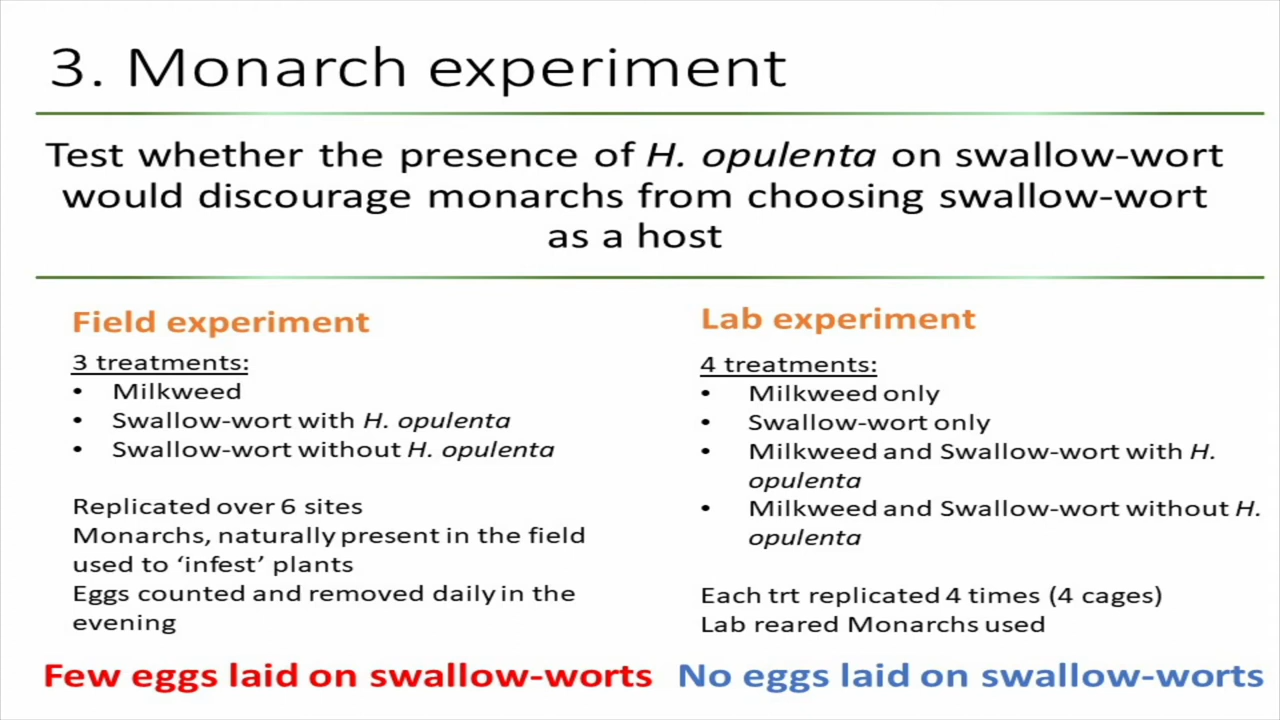 3. Monarch experiment
Test whether the presence of H. opulenta on swallow-wort
would discourage monarchs from choosing swallow-wort
as a host
Field experiment
3 treatments:
• Milkweed
• Swallow-wort with H. opulenta
• Swallow-wort without H. opulenta
Replicated over 6 sites
Monarchs, naturally present in the field
used to ‘infest’ plants
Eggs counted and removed daily in the
evening
Few eggs laid on swallow-worts
Lab experiment
4 treatments:
• Milkweed only
• Swallow-wort only
• Milkweed and Swallow-wort with H.
opulenta
• Milkweed and Swallow-wort without H.
opulenta
Each trt replicated 4 times (4 cages)
Lab reared Monarchs used
No eggs laid on swallow-worts